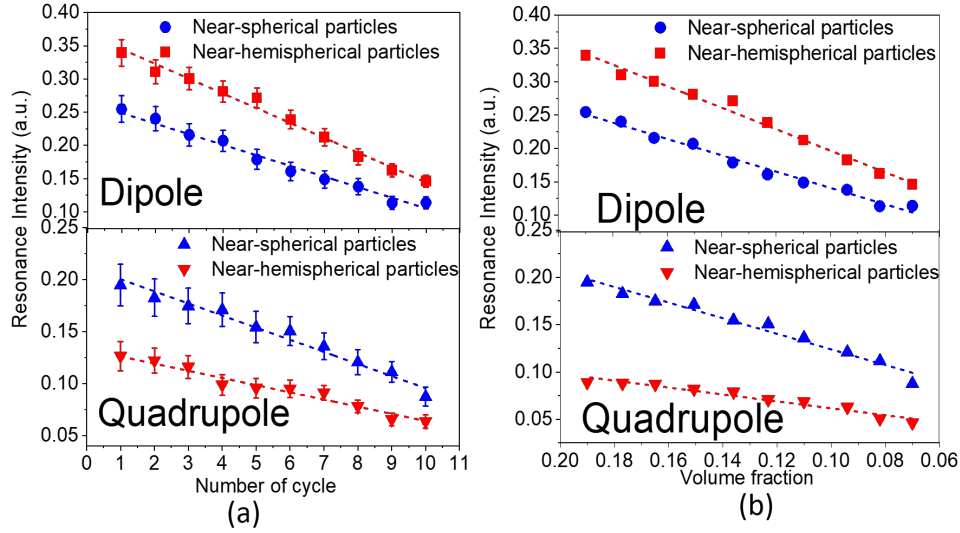 0.40
0.35
0.30
0.25
0.20
0.15
0.10
Near-spherical particles
Near-hemispherical particles
Dipole
0.25
0.20
0.15
0.10
0.05
Near-spherical particles
Near-hemispherical particles
Quadrupole
0 1 2 3 4 5 6 7 8 9 10 11
Number of cycle
Resonance Intensity (a.u.)
(a)
0.40
0.35
0.30
0.25
0.20
0.15
0.10
Near-spherical particles
Near-hemispherical particles
Dipole
0.25
0.20
0.15
0.10
0.05
Near-spherical particles
Near-hemispherical particles
Quadrupole
0.20 0.18 0.16 0.14 0.12 0.10 0.08 0.06
Volume fraction
Resonance Intensity (a.u.)
(b)